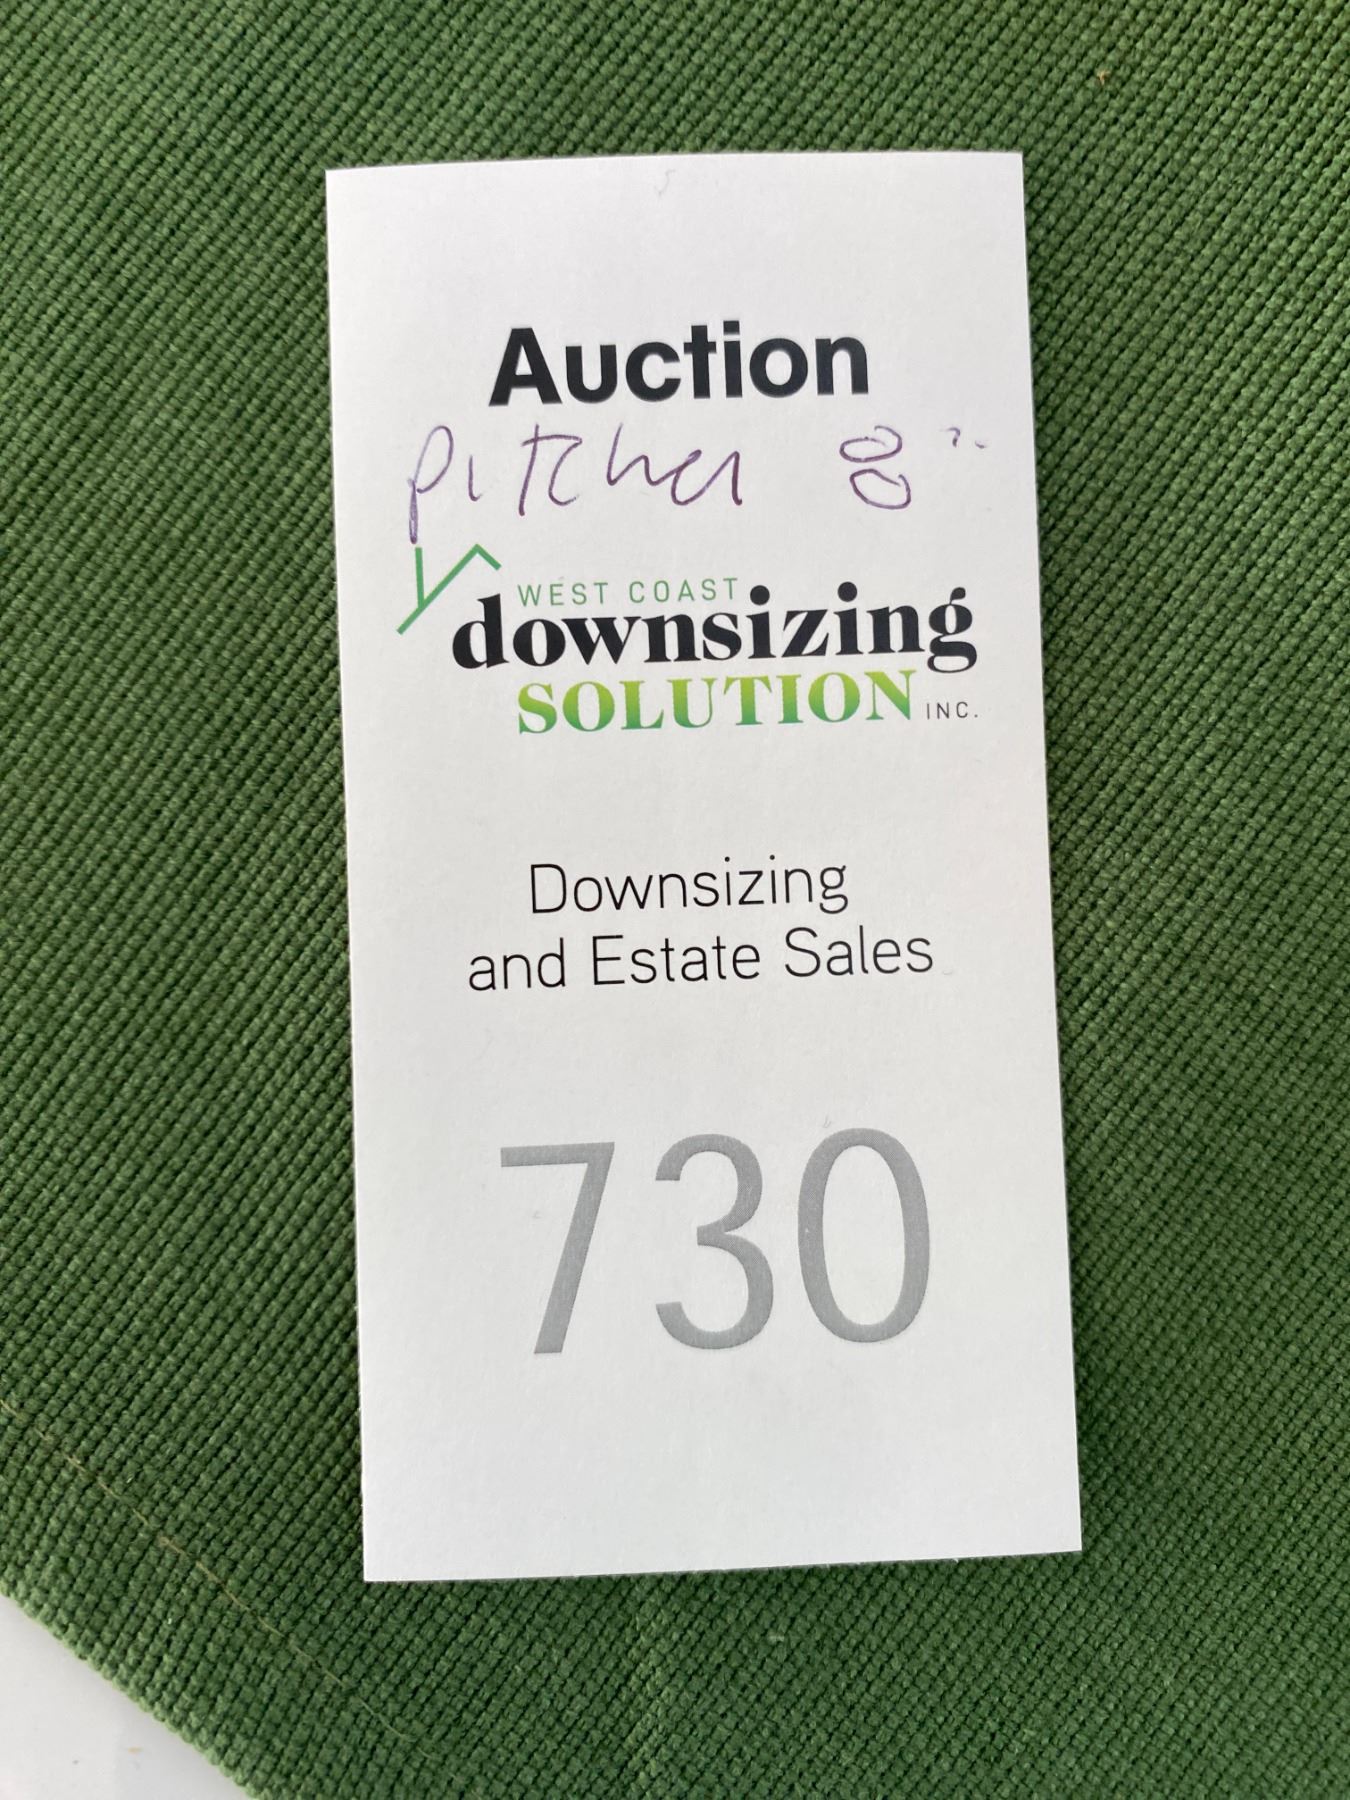 Auction
pitcher 8"
WEST COAST
downsizing
SOLUTION INC.
Downsizing
and Estate Sales
730